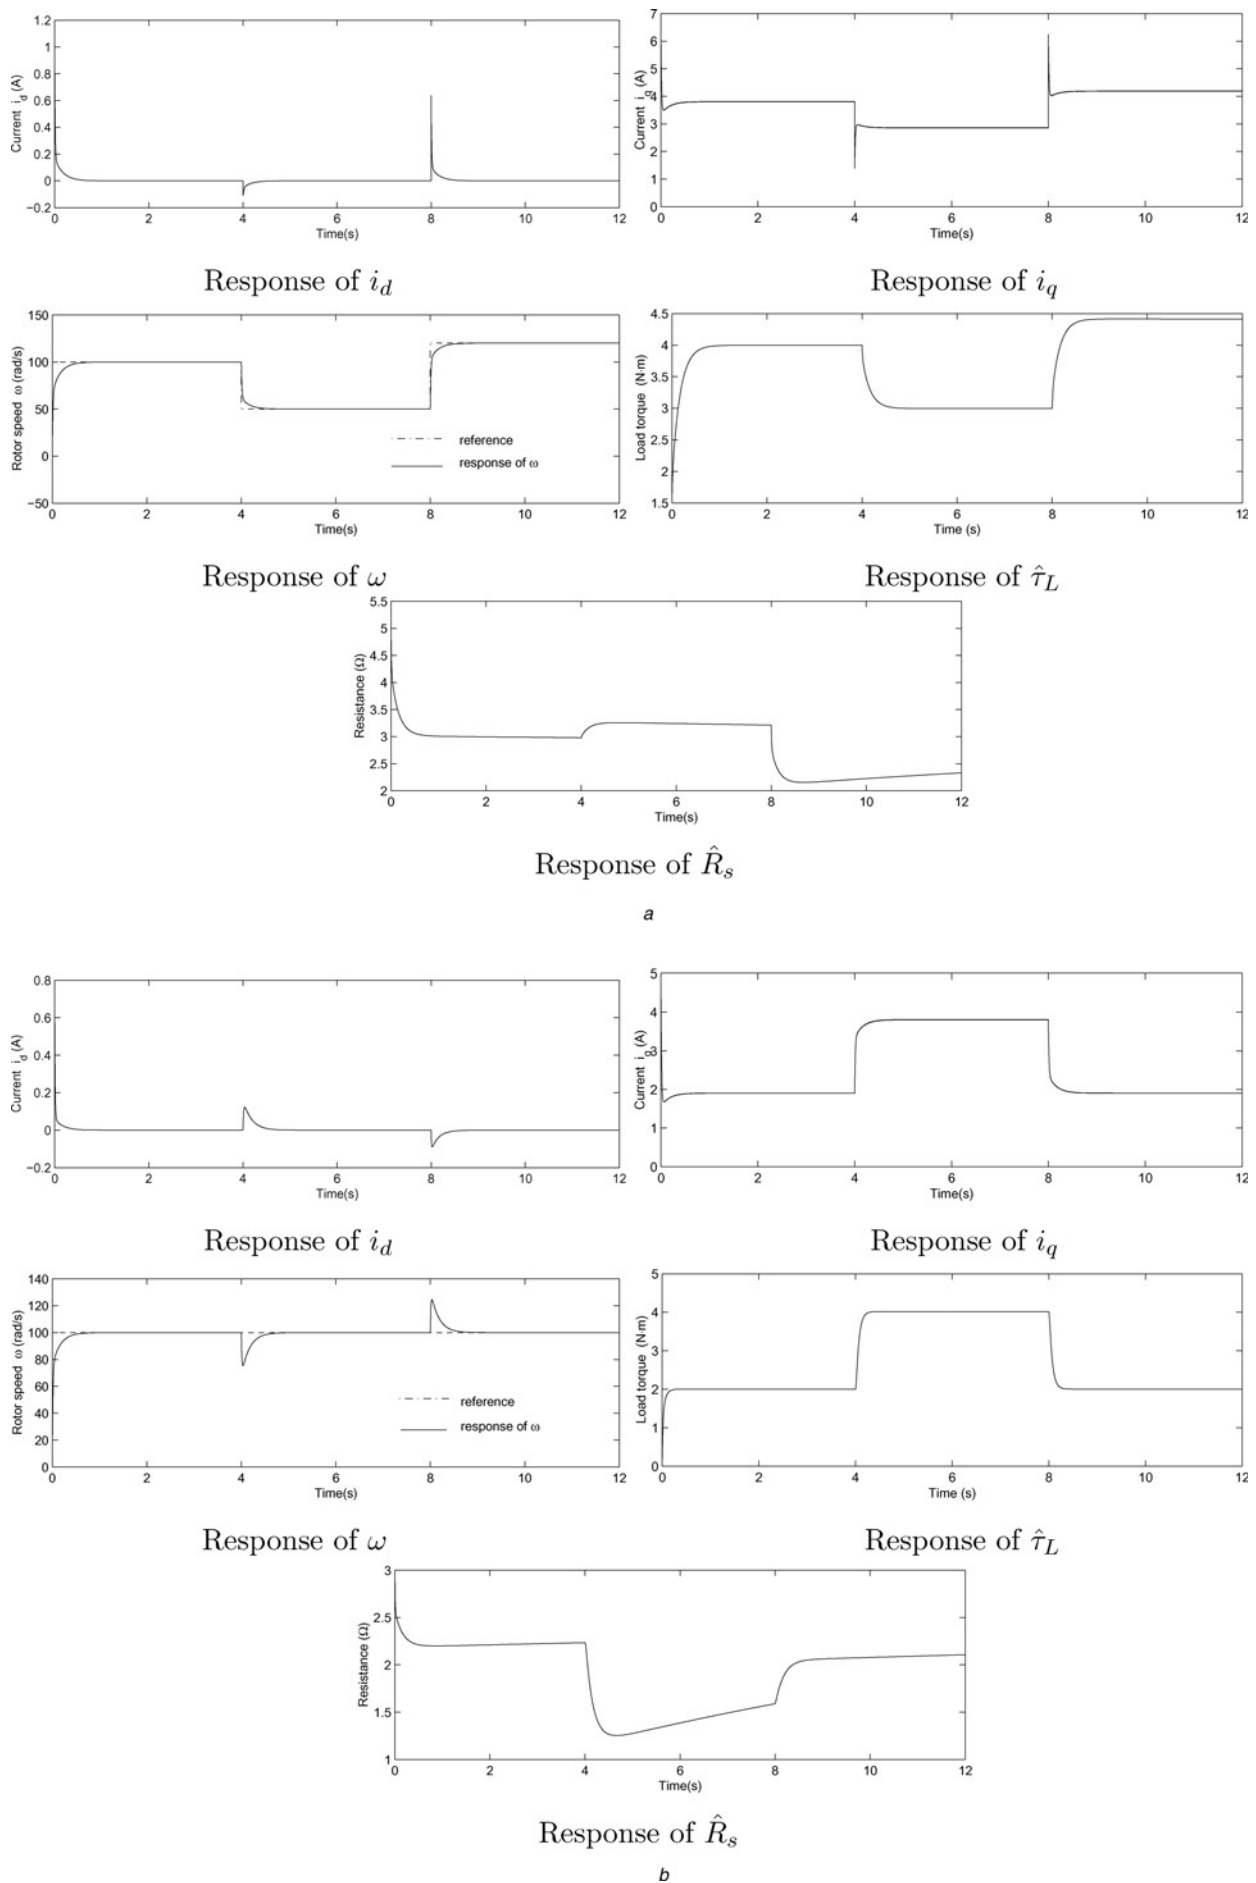 Current i_d (A)
1.2
1
0.8
0.6
0.4
0.2
0
−0.2
0 2 4 6 8 10 12
Time(s)
Response of i_d
Current i_q (A)
7
6
5
4
3
2
1
0
0 2 4 6 8 10 12
Time(s)
Response of i_q
Rotor speed ω (rad/s)
150
100
50
0
−50
reference
response of ω
0 2 4 6 8 10 12
Time(s)
Response of ω
Load torque (N·m)
4.5
4
3.5
3
2.5
2
1.5
0 2 4 6 8 10 12
Time (s)
Response of τ̂_L
Resistance (Ω)
5.5
5
4.5
4
3.5
3
2.5
2
0 2 4 6 8 10 12
Time(s)
Response of R̂_s
a
Current i_d (A)
0.8
0.6
0.4
0.2
0
−0.2
0 2 4 6 8 10 12
Time(s)
Response of i_d
Current i_q (A)
5
4
3
2
1
0
0 2 4 6 8 10 12
Time(s)
Response of i_q
Rotor speed ω (rad/s)
140
120
100
80
60
40
20
0
reference
response of ω
0 2 4 6 8 10 12
Time(s)
Response of ω
Load torque (N·m)
5
4
3
2
1
0
0 2 4 6 8 10 12
Time (s)
Response of τ̂_L
Resistance (Ω)
3
2.5
2
1.5
1
0 2 4 6 8 10 12
Time(s)
Response of R̂_s
b